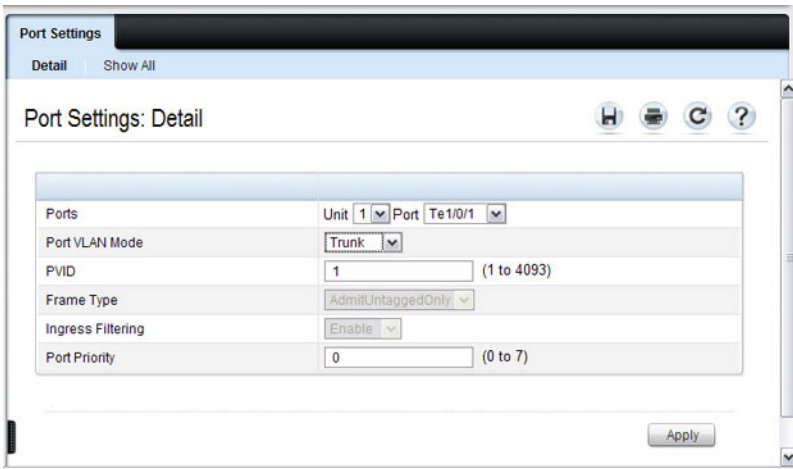 Port Settings
Detail Show All
Port Settings: Detail
Ports Unit 1 Port Te1/0/1
Port VLAN Mode Trunk
PVID 1 (1 to 4093)
Frame Type AdmitUntaggedOnly
Ingress Filtering Enable
Port Priority 0 (0 to 7)
Apply